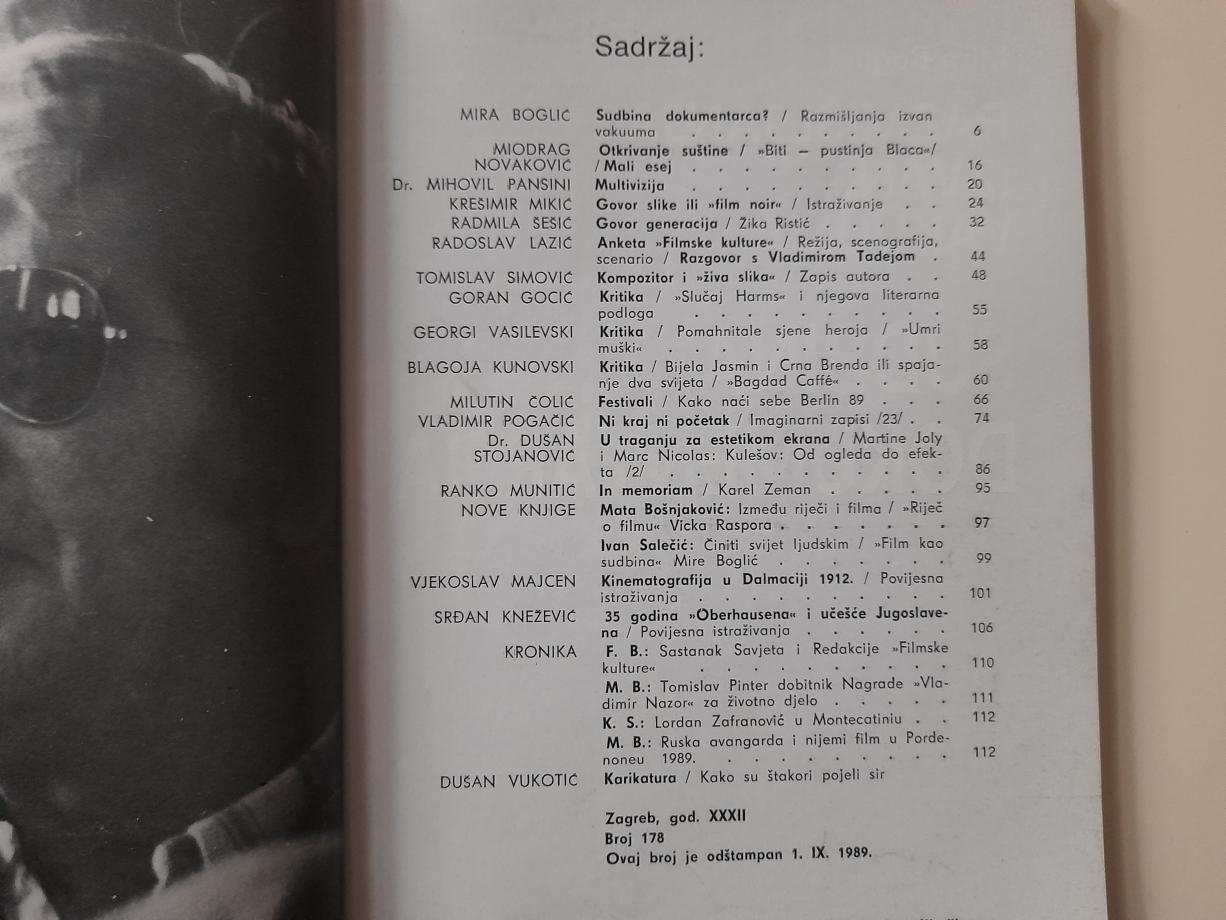 Sadržaj:
MIRA BOGLIĆ Sudbina dokumentarca? / Razmišljanja izvan
vakuuma . . . . . . . . . . 6
MIODRAG Otkrivanje suštine / »Biti — pustinja Blaca«/
NOVAKOVIĆ / Mali esej . . . . . . . . . 16
Dr. MIHOVIL PANSINI Multivizija . . . . . . . . . 20
KREŠIMIR MIKIĆ Govor slike ili »film noir« / Istraživanje . . 24
RADMILA ŠEŠIĆ Govor generacija / Žika Ristić . . . . . 32
RADOSLAV LAZIĆ Anketa »Filmske kulture« / Režija, scenografija,
scenario / Razgovor s Vladimirom Tadejom . 44
TOMISLAV SIMOVIĆ Kompozitor i »živa slika« / Zapis autora . . 48
GORAN GOCIĆ Kritika / »Slučaj Harms« i njegova literarna
podloga . . . . . . . . . 55
GEORGI VASILEVSKI Kritika / Pomahnitale sjene heroja / »Umri
muški« . . . . . . . . . . 58
BLAGOJA KUNOVSKI Kritika / Bijela Jasmin i Crna Brenda ili spaja-
nje dva svijeta / »Bagdad Caffé« . . . . 60
MILUTIN ČOLIĆ Festivali / Kako naći sebe Berlin 89 . . . 66
VLADIMIR POGAČIĆ Ni kraj ni početak / Imaginarni zapisi /23/ . . 74
Dr. DUŠAN U traganju za estetikom ekrana / Martine Joly
STOJANOVIĆ i Marc Nicolas: Kulešov: Od ogleda do efek-
ta /2/ . . . . . . . . . . 86
RANKO MUNITIĆ In memoriam / Karel Zeman . . . . . 95
NOVE KNJIGE Mata Bošnjaković: Između riječi i filma / »Riječ
o filmu« Vicka Raspora . . . . . . . 97
Ivan Salečić: Činiti svijet ljudskim / »Film kao
sudbina« Mire Boglić . . . . . . . 99
VJEKOSLAV MAJCEN Kinematografija u Dalmaciji 1912. / Povijesna
istraživanja . . . . . . . . . 101
SRĐAN KNEŽEVIĆ 35 godina »Oberhausena« i učešće Jugoslave-
na / Povijesna istraživanja . . . . . . 106
KRONIKA F. B.: Sastanak Savjeta i Redakcije »Filmske
kulture« . . . . . . . . . 110
M. B.: Tomislav Pinter dobitnik Nagrade »Vla-
dimir Nazor« za životno djelo . . . . . 111
K. S.: Lordan Zafranović u Montecatiniu . . 112
M. B.: Ruska avangarda i nijemi film u Porde-
noneu 1989. . . . . . . . . 112
DUŠAN VUKOTIĆ Karikatura / Kako su štakori pojeli sir
Zagreb, god. XXXII
Broj 178
Ovaj broj je odštampan 1. IX. 1989.